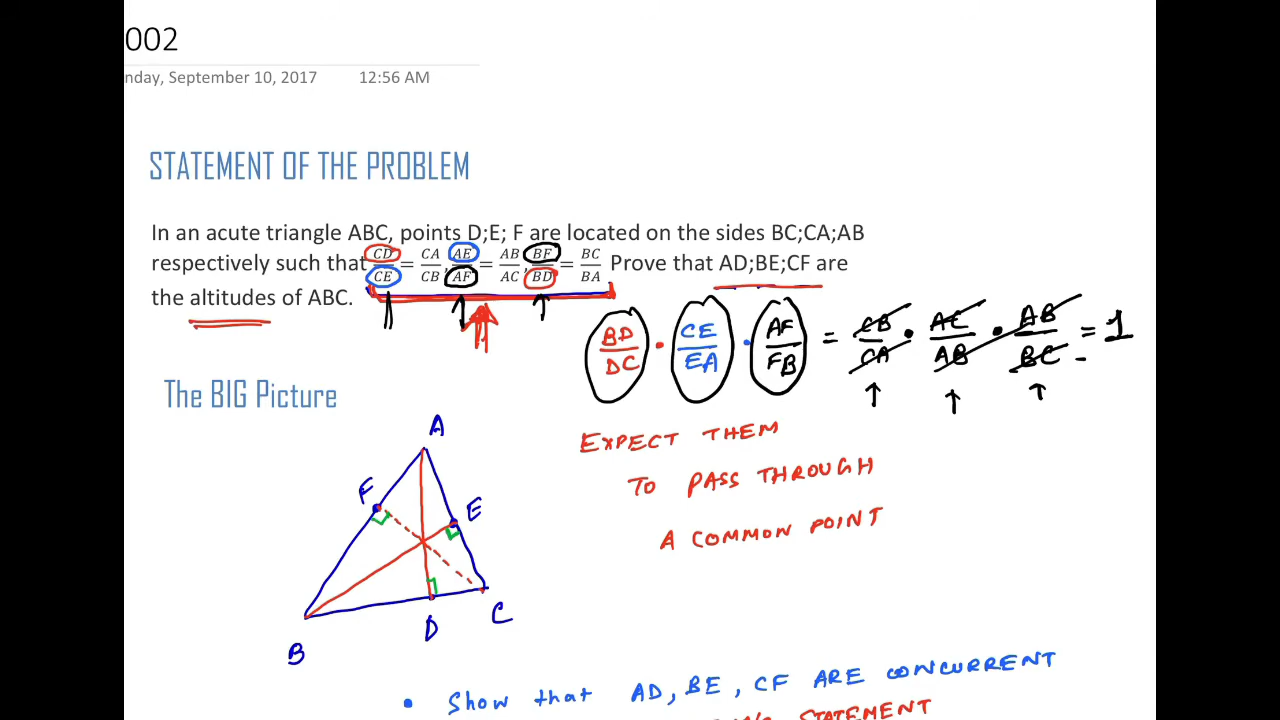 002
nday, September 10, 2017 12:56 AM
STATEMENT OF THE PROBLEM
In an acute triangle ABC, points D;E; F are located on the sides BC;CA;AB
respectively such that CD/CE = CA/CB, AE/AF = AB/AC, BF/BD = BC/BA Prove that AD;BE;CF are
the altitudes of ABC.
BD/DC • CE/EA • AF/FB = CB/CA • AC/AB • AB/BC = 1
The BIG Picture
EXPECT THEM
TO PASS THROUGH
A COMMON POINT
A
F
E
B
D
C
• Show that AD, BE, CF ARE CONCURRENT
STATEMENT